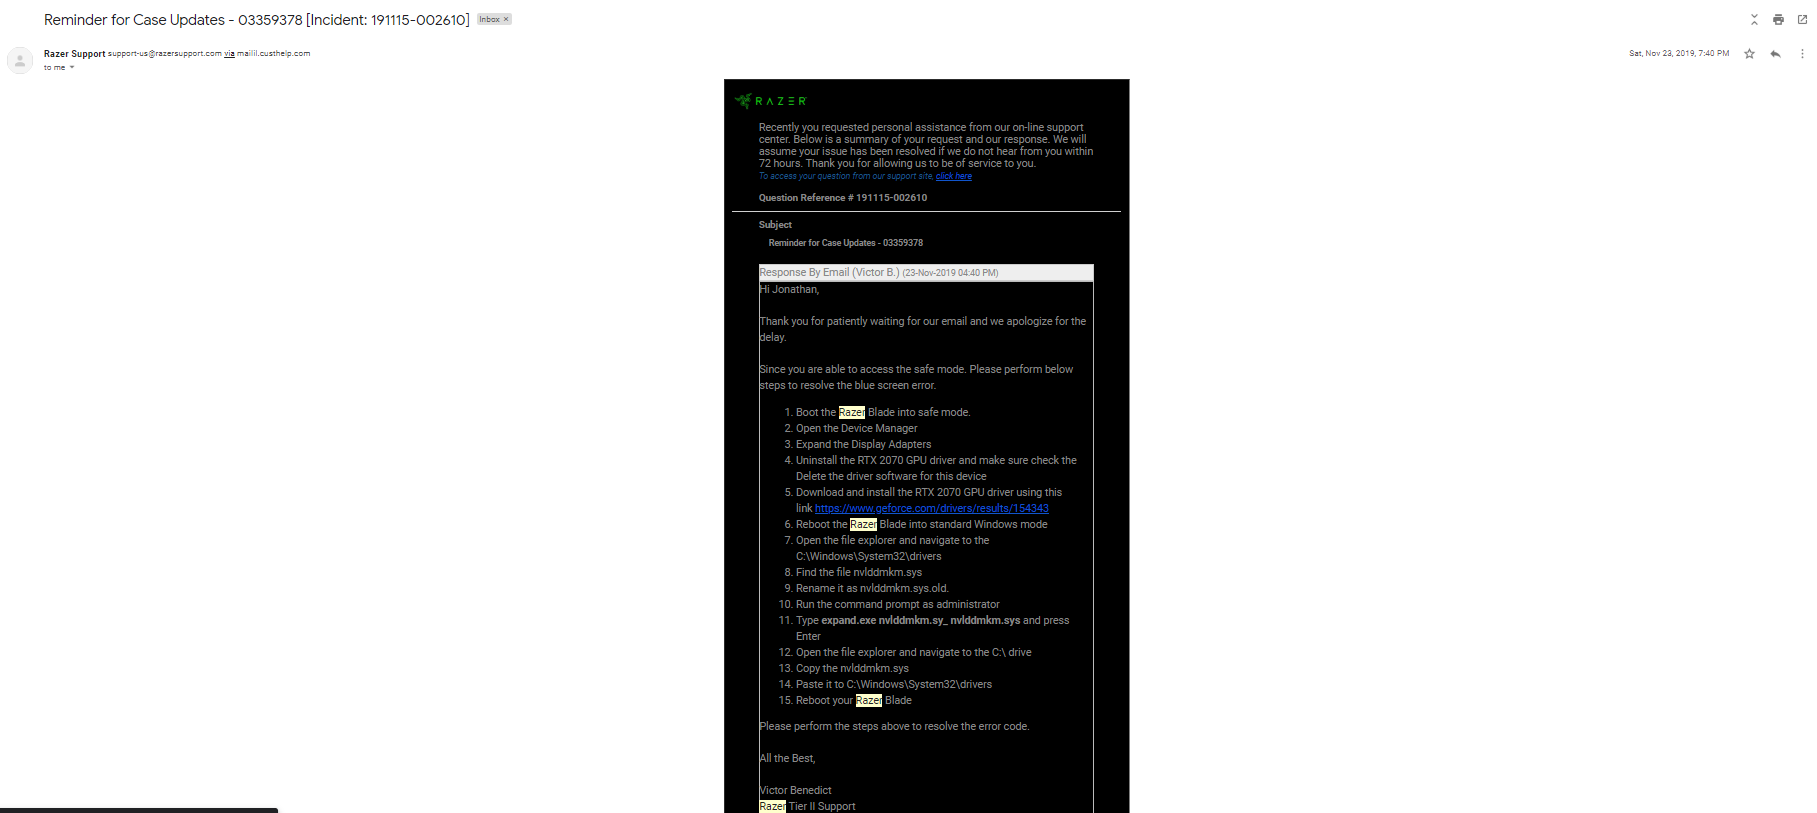 Reminder for Case Updates - 03359378 [Incident: 191115-002610] Inbox ×
Razer Support support-us@razersupport.com via mailil.custhelp.com
Sat, Nov 23, 2019, 7:40 PM
to me
RAZER
Recently you requested personal assistance from our on-line support
center. Below is a summary of your request and our response. We will
assume your issue has been resolved if we do not hear from you within
72 hours. Thank you for allowing us to be of service to you.
To access your question from our support site, click here
Question Reference # 191115-002610
Subject
Reminder for Case Updates - 03359378
Response By Email (Victor B.) (23-Nov-2019 04:40 PM)
Hi Jonathan,
Thank you for patiently waiting for our email and we apologize for the
delay.
Since you are able to access the safe mode. Please perform below
steps to resolve the blue screen error.
1. Boot the Razer Blade into safe mode.
2. Open the Device Manager
3. Expand the Display Adapters
4. Uninstall the RTX 2070 GPU driver and make sure check the
Delete the driver software for this device
5. Download and install the RTX 2070 GPU driver using this
link https://www.geforce.com/drivers/results/154343
6. Reboot the Razer Blade into standard Windows mode
7. Open the file explorer and navigate to the
C:\Windows\System32\drivers
8. Find the file nvlddmkm.sys
9. Rename it as nvlddmkm.sys.old.
10. Run the command prompt as administrator
11. Type expand.exe nvlddmkm.sy_ nvlddmkm.sys and press
Enter
12. Open the file explorer and navigate to the C:\ drive
13. Copy the nvlddmkm.sys
14. Paste it to C:\Windows\System32\drivers
15. Reboot your Razer Blade
Please perform the steps above to resolve the error code.
All the Best,
Victor Benedict
Razer Tier II Support